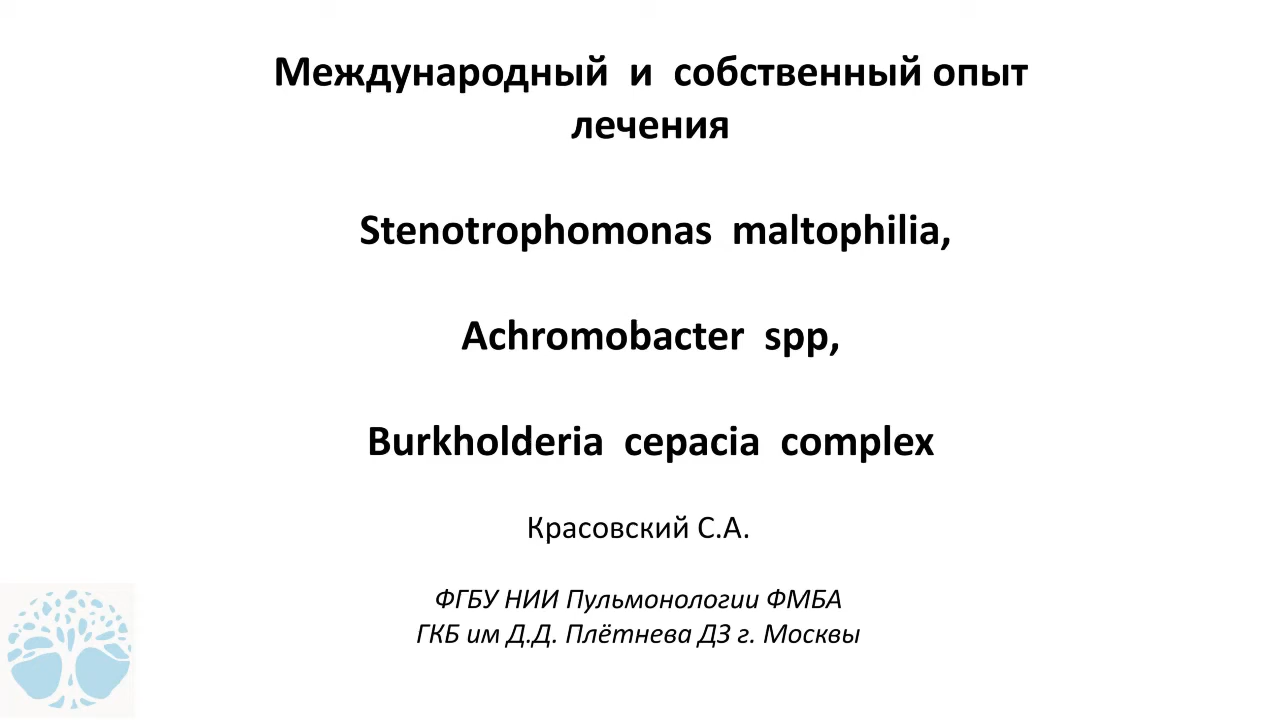 Международный и собственный опыт
лечения
Stenotrophomonas maltophilia,
Achromobacter spp,
Burkholderia cepacia complex
Красовский С.А.
ФГБУ НИИ Пульмонологии ФМБА
ГКБ им Д.Д. Плётнева ДЗ г. Москвы